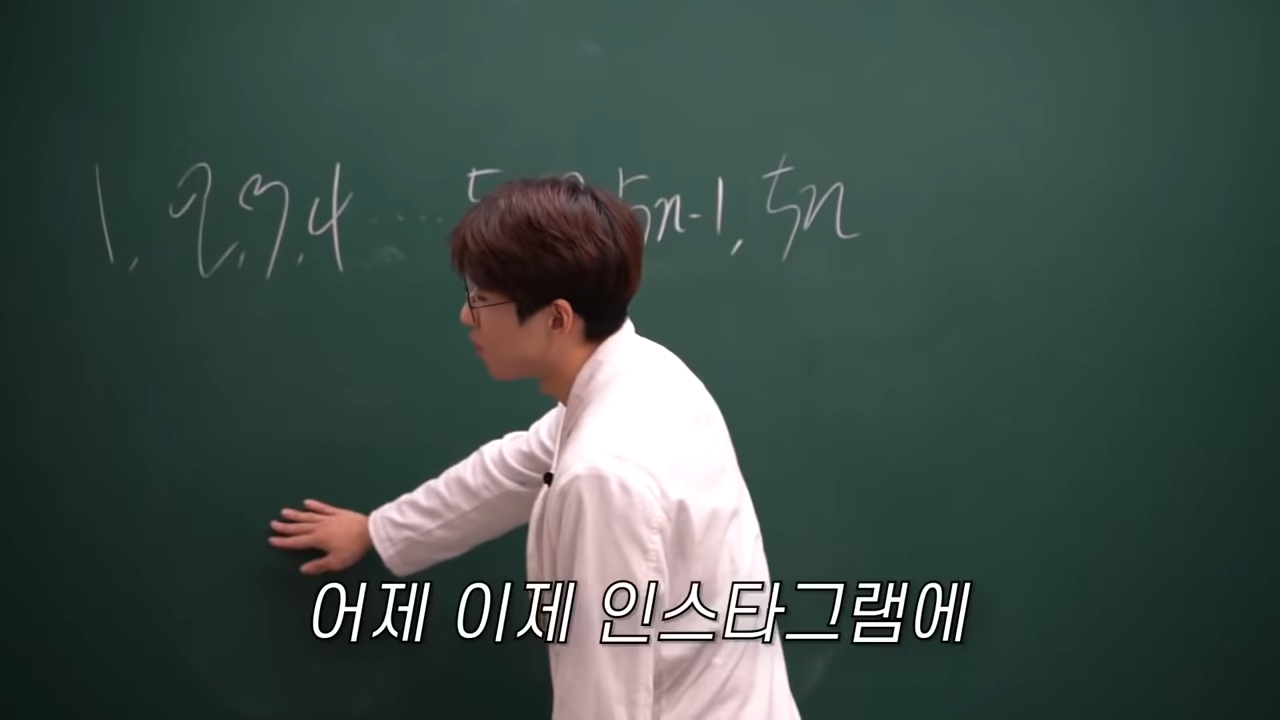 1, 2, 3, 4 ..... 5n-1, 5n
어제 이제 인스타그램에